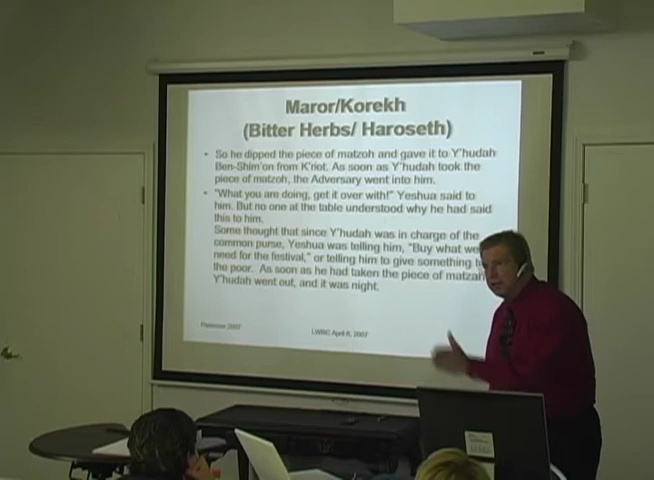 Maror/Korekh
(Bitter Herbs/ Haroseth)
• So he dipped the piece of matzoh and gave it to Y'hudah
Ben-Shim'on from K'riot. As soon as Y'hudah took the
piece of matzoh, the Adversary went into him.
• "What you are doing, get it over with!" Yeshua said to
him. But no one at the table understood why he had said
this to him.
Some thought that since Y'hudah was in charge of the
common purse, Yeshua was telling him, "Buy what we
need for the festival," or telling him to give something
the poor. As soon as he had taken the piece of matzah
Y'hudah went out, and it was night.
Passover 2007
LWBC April 6, 2007